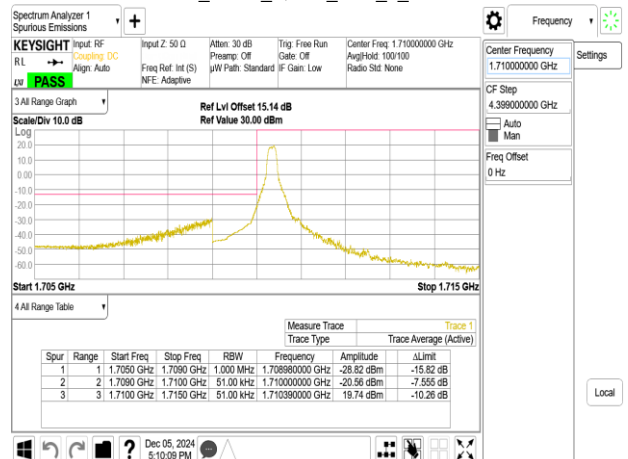 Spectrum Analyzer 1
Spurious Emissions
Frequency
KEYSIGHT
Input: RF
Coupling: DC
Align: Auto
Input Z: 50 Ω
Freq Ref: Int (S)
NFE: Adaptive
Atten: 30 dB
Preamp: Off
µW Path: Standard
Trig: Free Run
Gate: Off
IF Gain: Low
Center Freq: 1.710000000 GHz
Avg|Hold: 100/100
Radio Std: None
RL
LXI
PASS
Center Frequency
1.710000000 GHz
Settings
CF Step
4.399000000 GHz
Auto
Man
Freq Offset
0 Hz
3 All Range Graph
Ref Lvl Offset 15.14 dB
Scale/Div 10.0 dB
Ref Value 30.00 dBm
Log
20.0
10.0
0.00
-10.0
-20.0
-30.0
-40.0
-50.0
-60.0
Start 1.705 GHz
Stop 1.715 GHz
4 All Range Table
Measure Trace Trace 1
Trace Type Trace Average (Active)
Spur Range Start Freq Stop Freq RBW Frequency Amplitude ΔLimit
1 1 1.7050 GHz 1.7090 GHz 1.000 MHz 1.708980000 GHz -28.82 dBm -15.82 dB
2 2 1.7090 GHz 1.7100 GHz 51.00 kHz 1.710000000 GHz -20.56 dBm -7.555 dB
3 3 1.7100 GHz 1.7150 GHz 51.00 kHz 1.710390000 GHz 19.74 dBm -10.26 dB
Local
?
Dec 05, 2024
5:10:09 PM